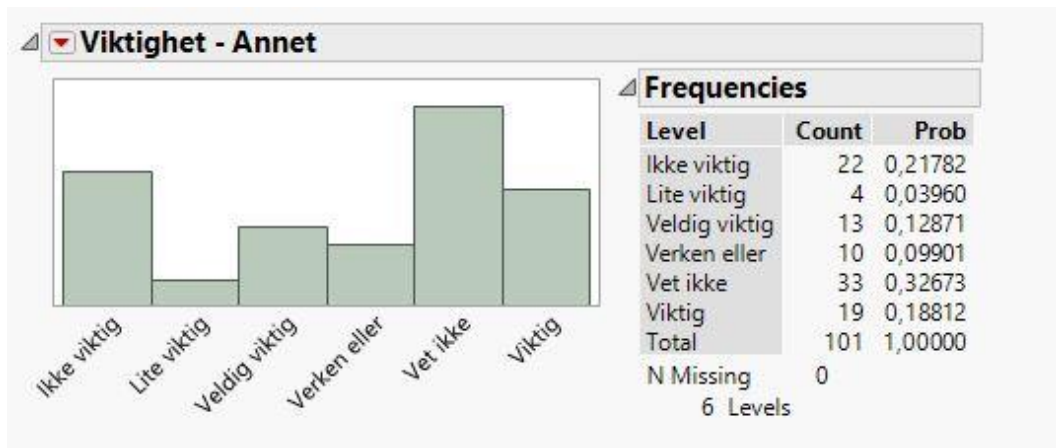 Viktighet - Annet
Ikke viktig
Lite viktig
Veldig viktig
Verken eller
Vet ikke
Viktig
Frequencies
Level Count Prob
Ikke viktig 22 0,21782
Lite viktig 4 0,03960
Veldig viktig 13 0,12871
Verken eller 10 0,09901
Vet ikke 33 0,32673
Viktig 19 0,18812
Total 101 1,00000
N Missing 0
6 Levels